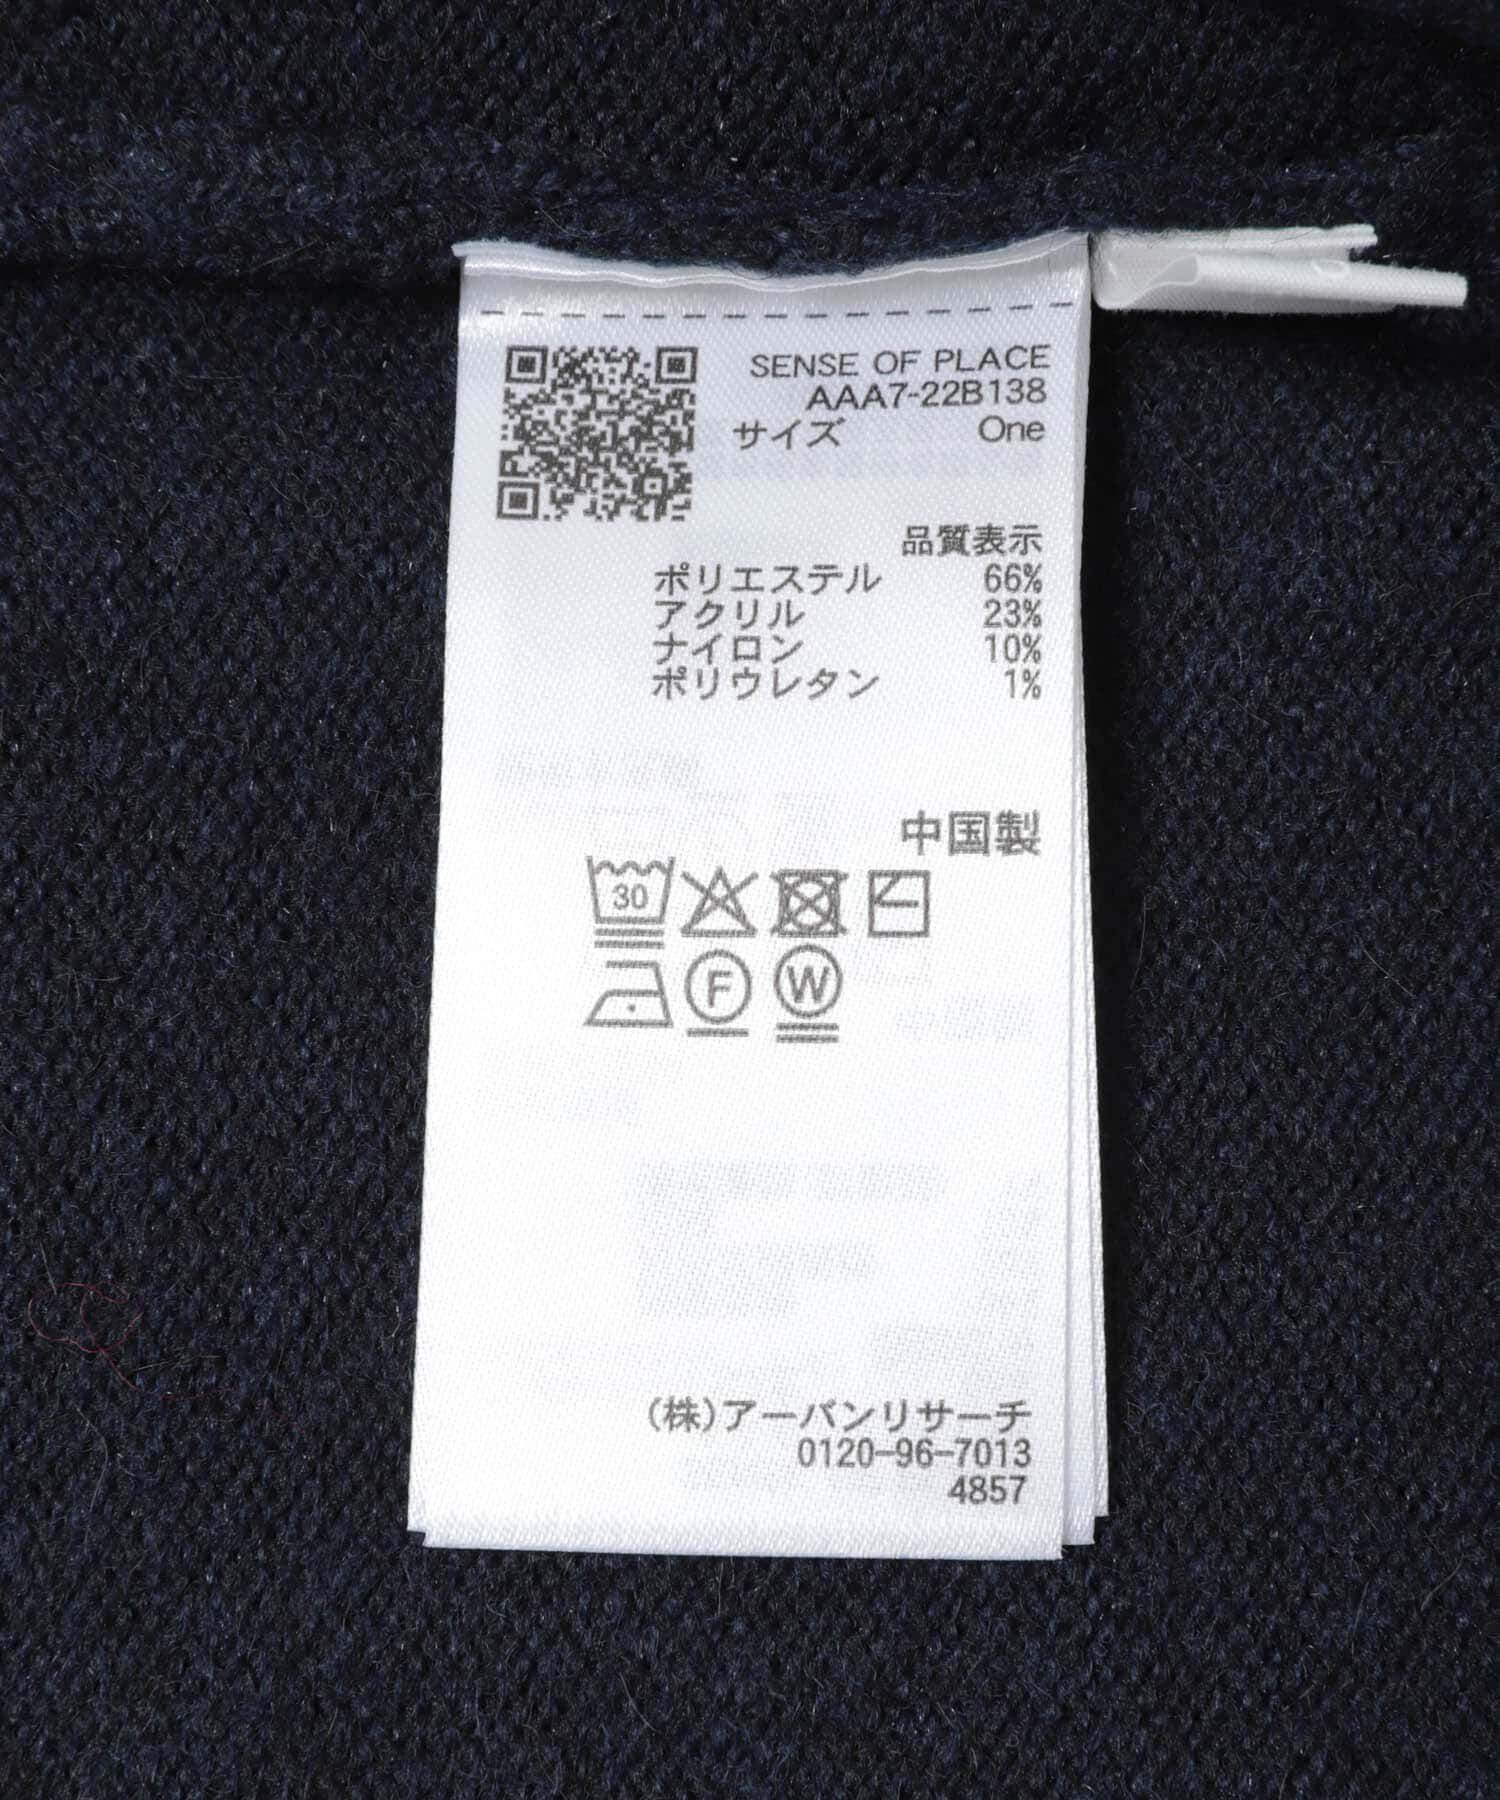 SENSE OF PLACE
AAA7-22B138
サイズ One
品質表示
ポリエステル 66%
アクリル 23%
ナイロン 10%
ポリウレタン 1%
中国製
30
F W
(株)アーバンリサーチ
0120-96-7013
4857